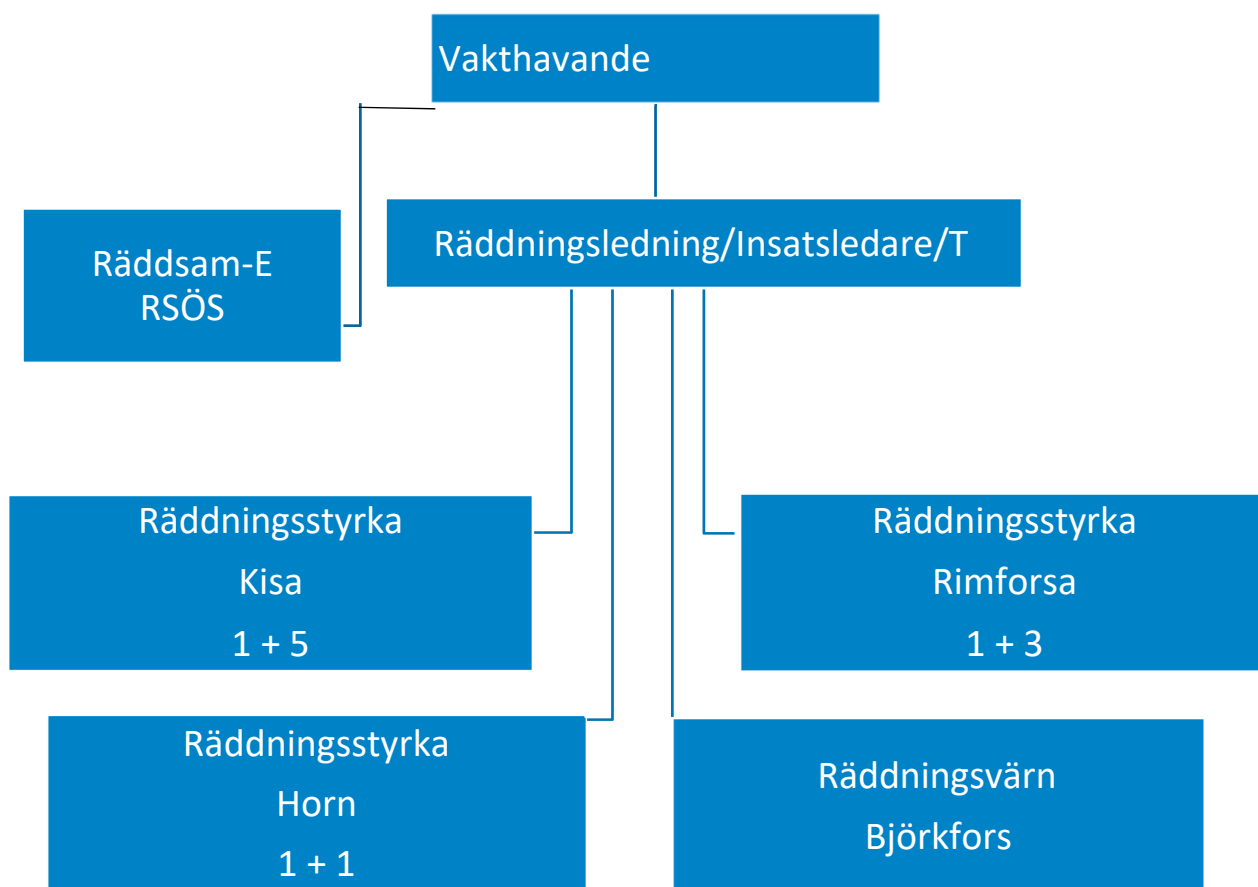 Vakthavande
Räddsam-E
RSÖS
Räddningsledning/Insatsledare/T
Räddningsstyrka
Kisa
1 + 5
Räddningsstyrka
Rimforsa
1 + 3
Räddningsstyrka
Horn
1 + 1
Räddningsvärn
Björkfors